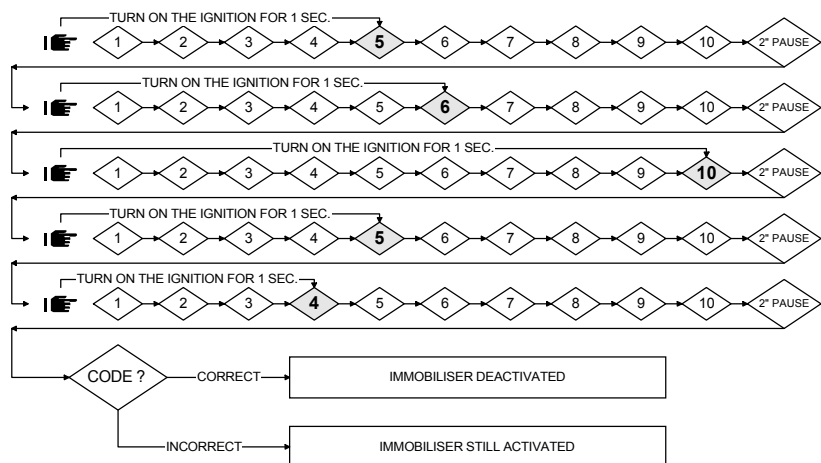 TURN ON THE IGNITION FOR 1 SEC.
1 2 3 4 5 6 7 8 9 10 2" PAUSE
TURN ON THE IGNITION FOR 1 SEC.
1 2 3 4 5 6 7 8 9 10 2" PAUSE
TURN ON THE IGNITION FOR 1 SEC.
1 2 3 4 5 6 7 8 9 10 2" PAUSE
TURN ON THE IGNITION FOR 1 SEC.
1 2 3 4 5 6 7 8 9 10 2" PAUSE
TURN ON THE IGNITION FOR 1 SEC.
1 2 3 4 5 6 7 8 9 10 2" PAUSE
CODE ? CORRECT IMMOBILISER DEACTIVATED
INCORRECT IMMOBILISER STILL ACTIVATED